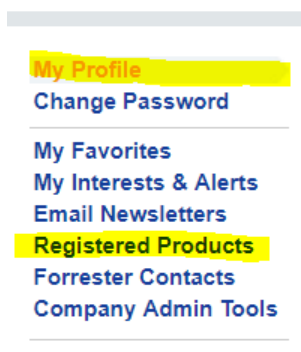 My Profile
Change Password
My Favorites
My Interests & Alerts
Email Newsletters
Registered Products
Forrester Contacts
Company Admin Tools